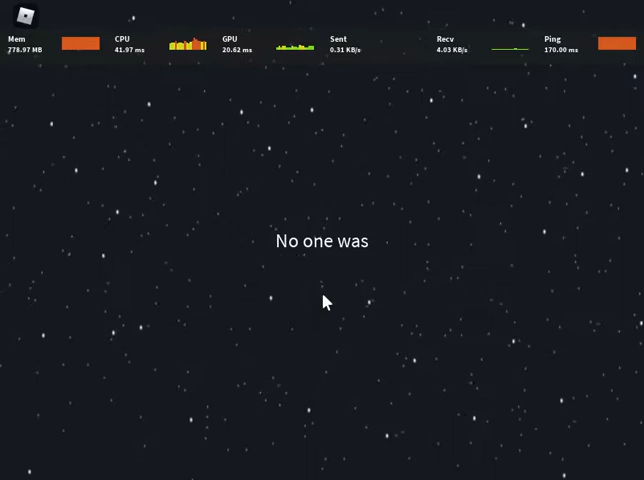 Mem CPU GPU Sent Recv Ping
778.97 MB 41.97 ms 20.62 ms 0.31 KB/s 4.03 KB/s 170.00 ms
No one was